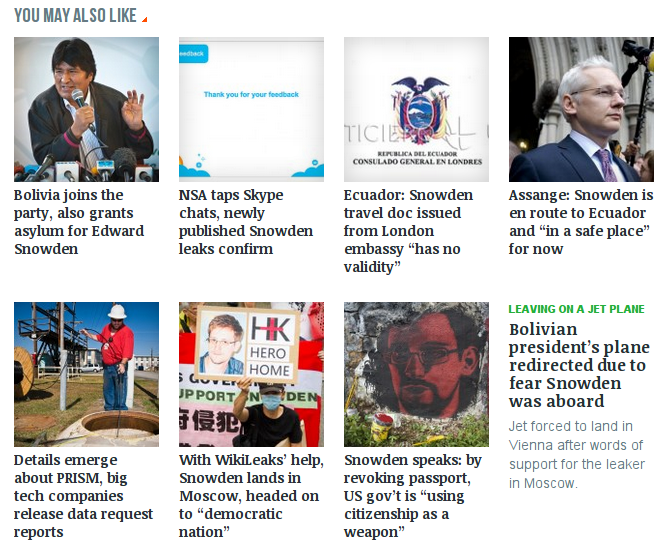 YOU MAY ALSO LIKE
eedback
Thank you for your feedback
REPUBLICA DEL ECUADOR
CONSULADO GENERAL EN LONDRES
Bolivia joins the
party, also grants
asylum for Edward
Snowden
NSA taps Skype
chats, newly
published Snowden
leaks confirm
Ecuador: Snowden
travel doc issued
from London
embassy “has no
validity”
Assange: Snowden is
en route to Ecuador
and “in a safe place”
for now
HK
HERO
HOME
SUPPORT SNOWDEN
Details emerge
about PRISM, big
tech companies
release data request
reports
With WikiLeaks’ help,
Snowden lands in
Moscow, headed on
to “democratic
nation”
Snowden speaks: by
revoking passport,
US gov’t is “using
citizenship as a
weapon”
LEAVING ON A JET PLANE
Bolivian
president’s plane
redirected due to
fear Snowden
was aboard
Jet forced to land in
Vienna after words of
support for the leaker
in Moscow.